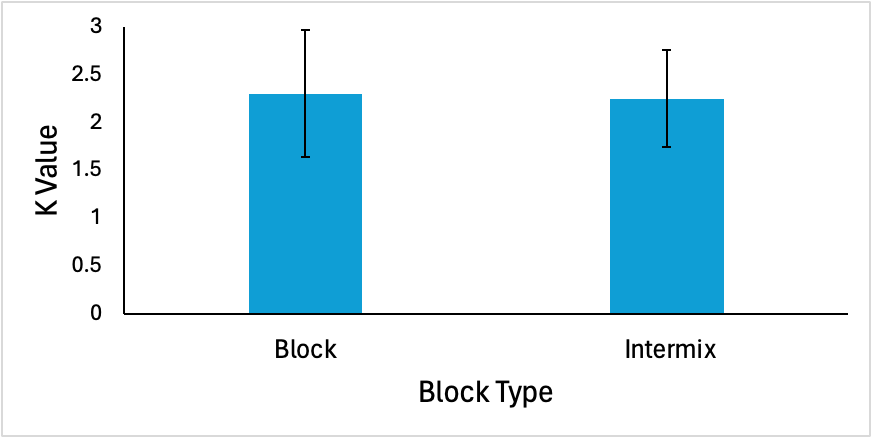 3
2.5
2
1.5
1
0.5
0
K Value
Block
Intermix
Block Type